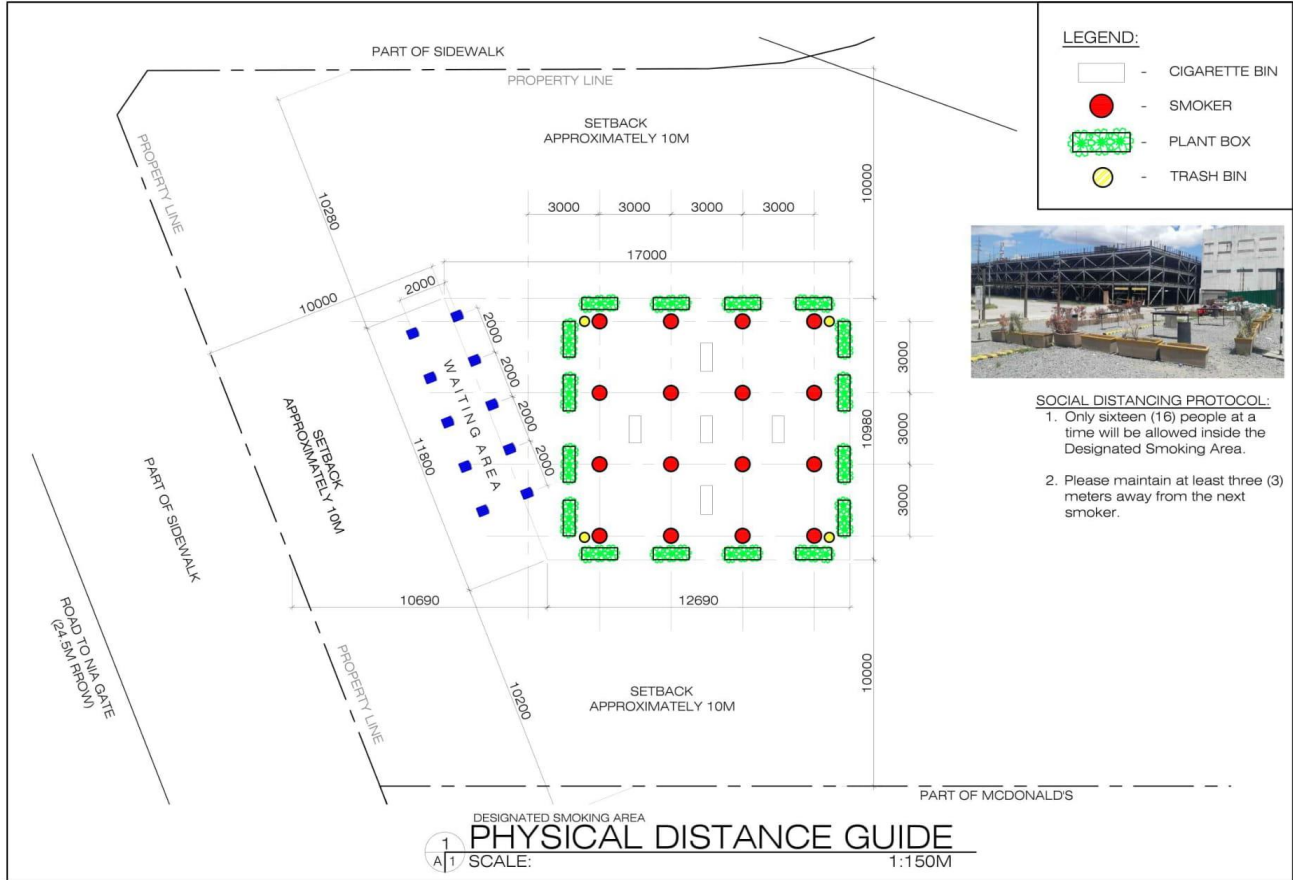 PART OF SIDEWALK
PROPERTY LINE
SETBACK
APPROXIMATELY 10M
LEGEND:
- CIGARETTE BIN
- SMOKER
- PLANT BOX
- TRASH BIN
PROPERTY LINE
10280
10000
10000
2000
3000
3000
3000
3000
17000
2000
2000
2000
2000
WAITING AREA
11800
SETBACK
APPROXIMATELY 10M
3000
3000
3000
10980
SOCIAL DISTANCING PROTOCOL:
1. Only sixteen (16) people at a
time will be allowed inside the
Designated Smoking Area.
2. Please maintain at least three (3)
meters away from the next
smoker.
PART OF SIDEWALK
ROAD TO NIA GATE
(24.5M RROW)
10690
12690
PROPERTY LINE
10200
SETBACK
APPROXIMATELY 10M
10000
PART OF MCDONALD'S
DESIGNATED SMOKING AREA
1
A 1
PHYSICAL DISTANCE GUIDE
SCALE: 1:150M